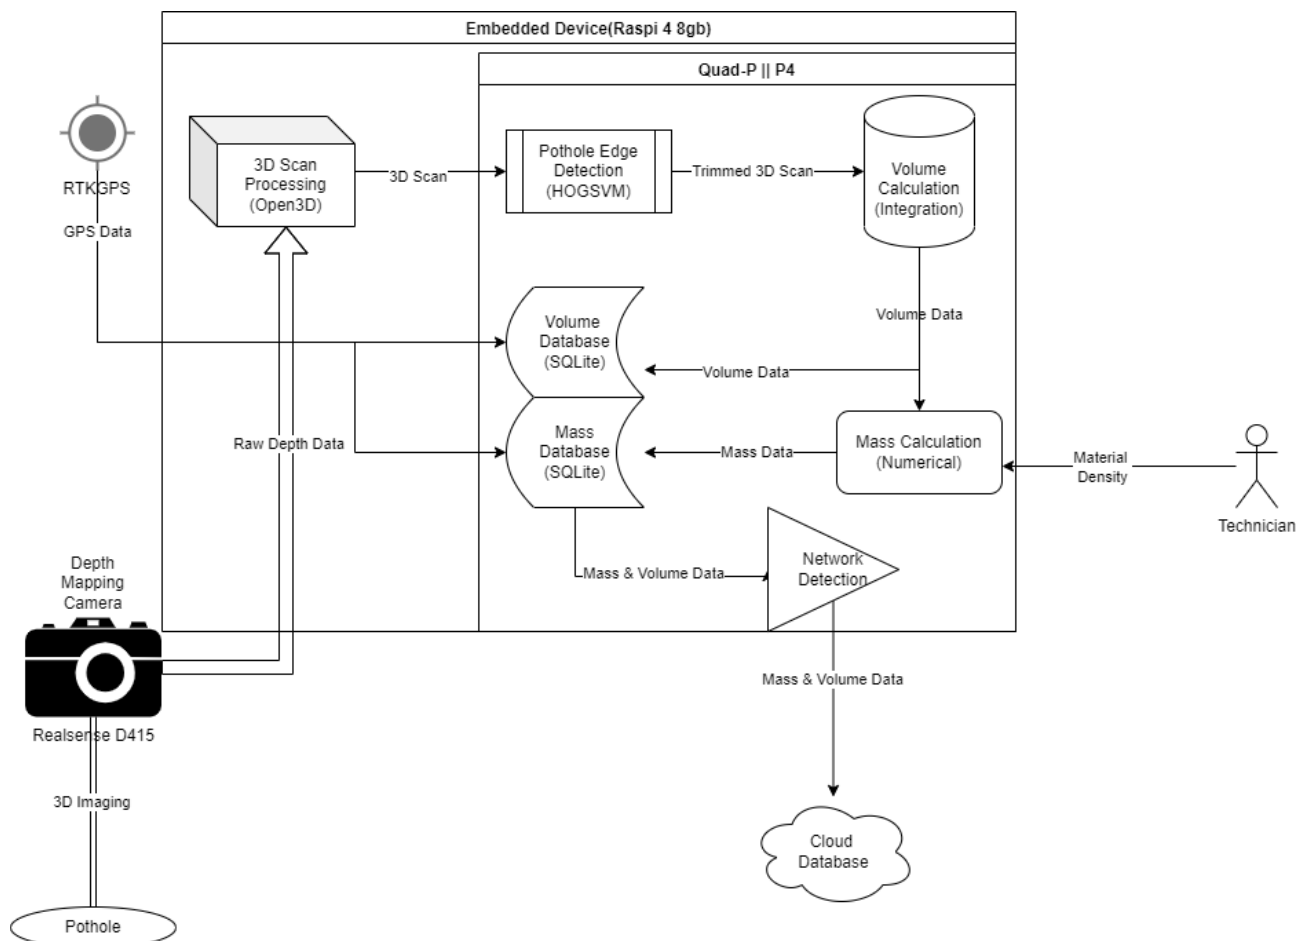 Embedded Device(Raspi 4 8gb)
Quad-P || P4
RTKGPS
GPS Data
3D Scan
Processing
(Open3D)
3D Scan
Pothole Edge
Detection
(HOGSVM)
Trimmed 3D Scan
Volume
Calculation
(Integration)
Volume Data
Volume
Database
(SQLite)
Volume Data
Raw Depth Data
Mass
Database
(SQLite)
Mass Data
Mass Calculation
(Numerical)
Material
Density
Technician
Mass & Volume Data
Network
Detection
Depth
Mapping
Camera
Realsense D415
Mass & Volume Data
3D Imaging
Cloud
Database
Pothole